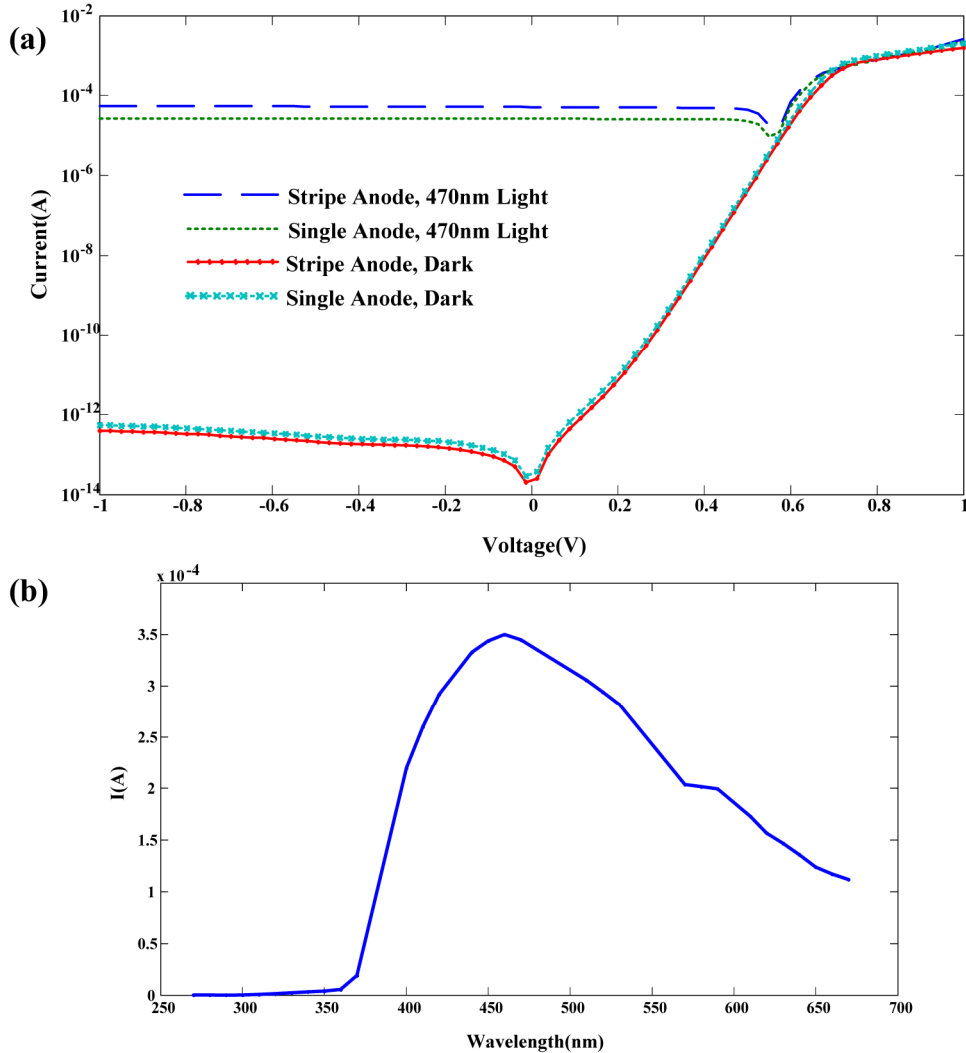 (a)
10^-2
10^-4
10^-6
10^-8
10^-10
10^-12
10^-14
Current(A)
Stripe Anode, 470nm Light
Single Anode, 470nm Light
Stripe Anode, Dark
Single Anode, Dark
-1 -0.8 -0.6 -0.4 -0.2 0 0.2 0.4 0.6 0.8 1
Voltage(V)
(b)
x 10^-4
3.5
3
2.5
2
1.5
1
0.5
0
I(A)
250 250 400 350 400 450 500 550 600 650 700
Wavelength(nm)